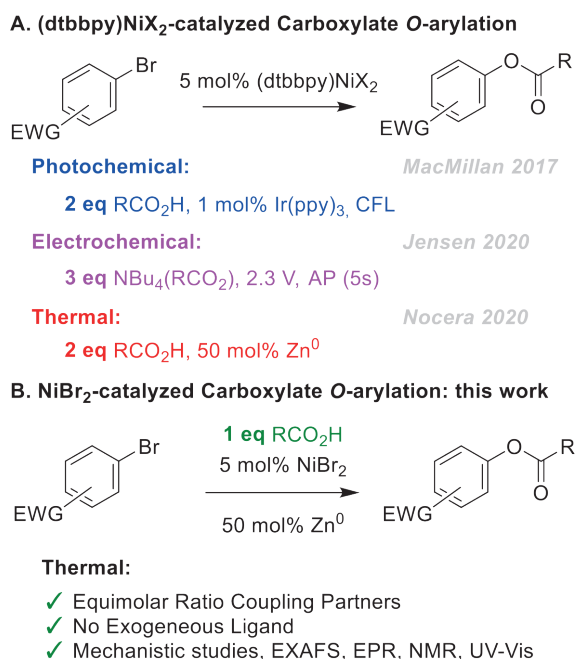 A. (dtbbpy)NiX2-catalyzed Carboxylate O-arylation
Br
5 mol% (dtbbpy)NiX2
EWG
O
R
O
EWG
Photochemical: MacMillan 2017
2 eq RCO2H, 1 mol% Ir(ppy)3, CFL
Electrochemical: Jensen 2020
3 eq NBu4(RCO2), 2.3 V, AP (5s)
Thermal: Nocera 2020
2 eq RCO2H, 50 mol% Zn0
B. NiBr2-catalyzed Carboxylate O-arylation: this work
Br
EWG
1 eq RCO2H
5 mol% NiBr2
50 mol% Zn0
O
R
O
EWG
Thermal:
✓ Equimolar Ratio Coupling Partners
✓ No Exogeneous Ligand
✓ Mechanistic studies, EXAFS, EPR, NMR, UV-Vis